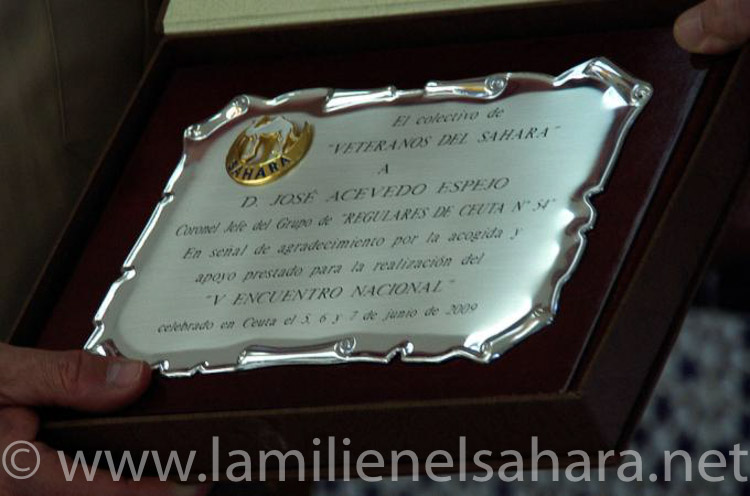 El colectivo de
"VETERANOS DEL SAHARA"
SAHARA
A
D. JOSÉ ACEVEDO ESPEJO
Coronel Jefe del Grupo de "REGULARES DE CEUTA Nº 54"
En señal de agradecimiento por la acogida y
apoyo prestado para la realización del
"V ENCUENTRO NACIONAL"
celebrado en Ceuta el 5, 6 y 7 de junio de 2009
© www.lamilienelsahara.net